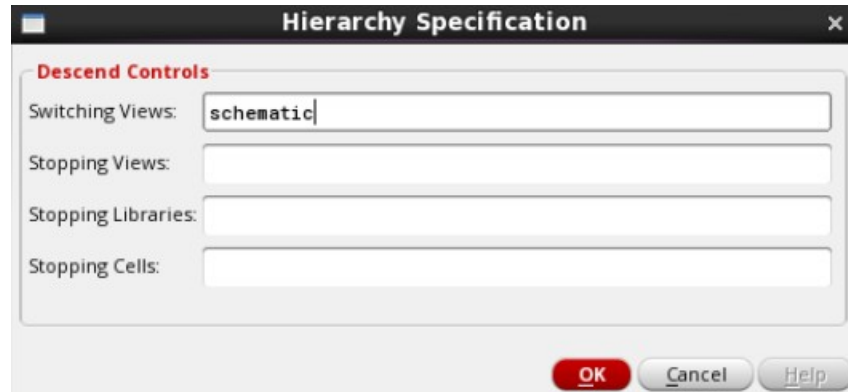 Hierarchy Specification
Descend Controls
Switching Views: schematic
Stopping Views:
Stopping Libraries:
Stopping Cells:
OK Cancel Help